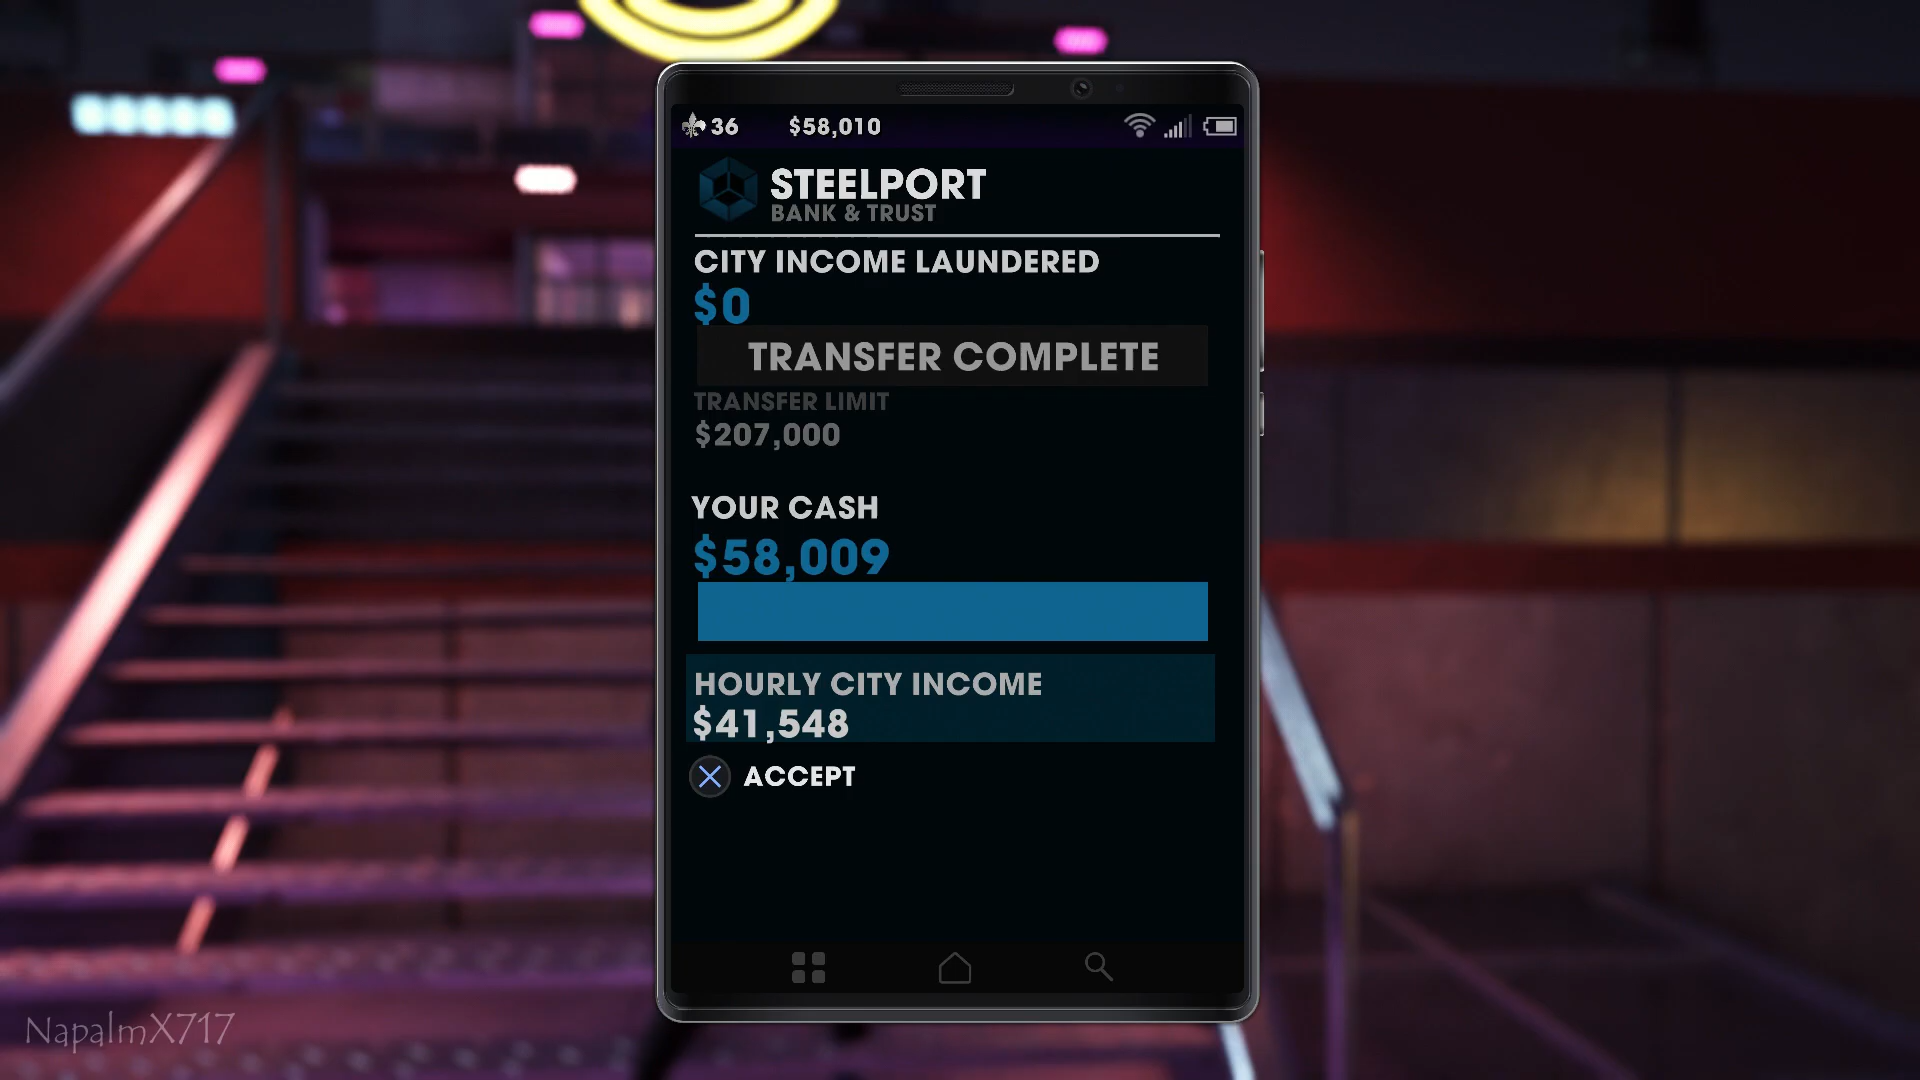 36 $58,010
STEELPORT
BANK & TRUST
CITY INCOME LAUNDERED
$0
TRANSFER COMPLETE
TRANSFER LIMIT
$207,000
YOUR CASH
$58,009
HOURLY CITY INCOME
$41,548
ACCEPT
NapalmX717